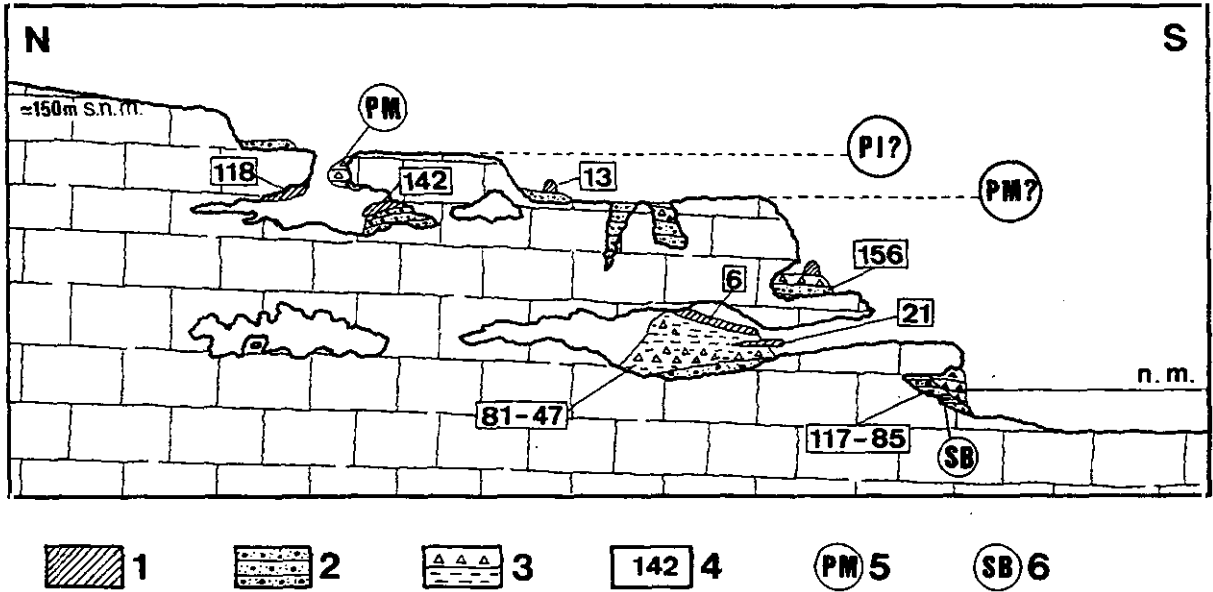 N
S
≈150m s.n.m.
PM
118
142
13
PI?
PM?
156
6
21
n.m.
81-47
117-85
SB
1
2
3
142 4
PM 5
SB 6